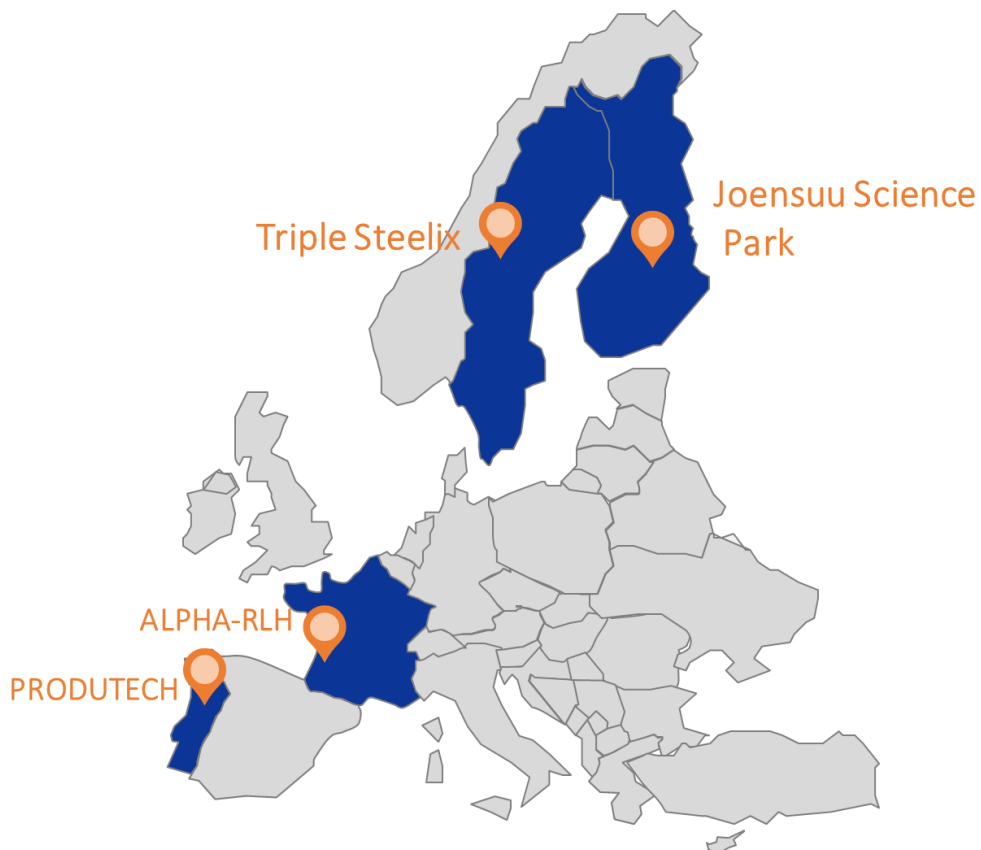 Joensuu Science
Park
Triple Steelix
ALPHA-RLH
PRODUTECH